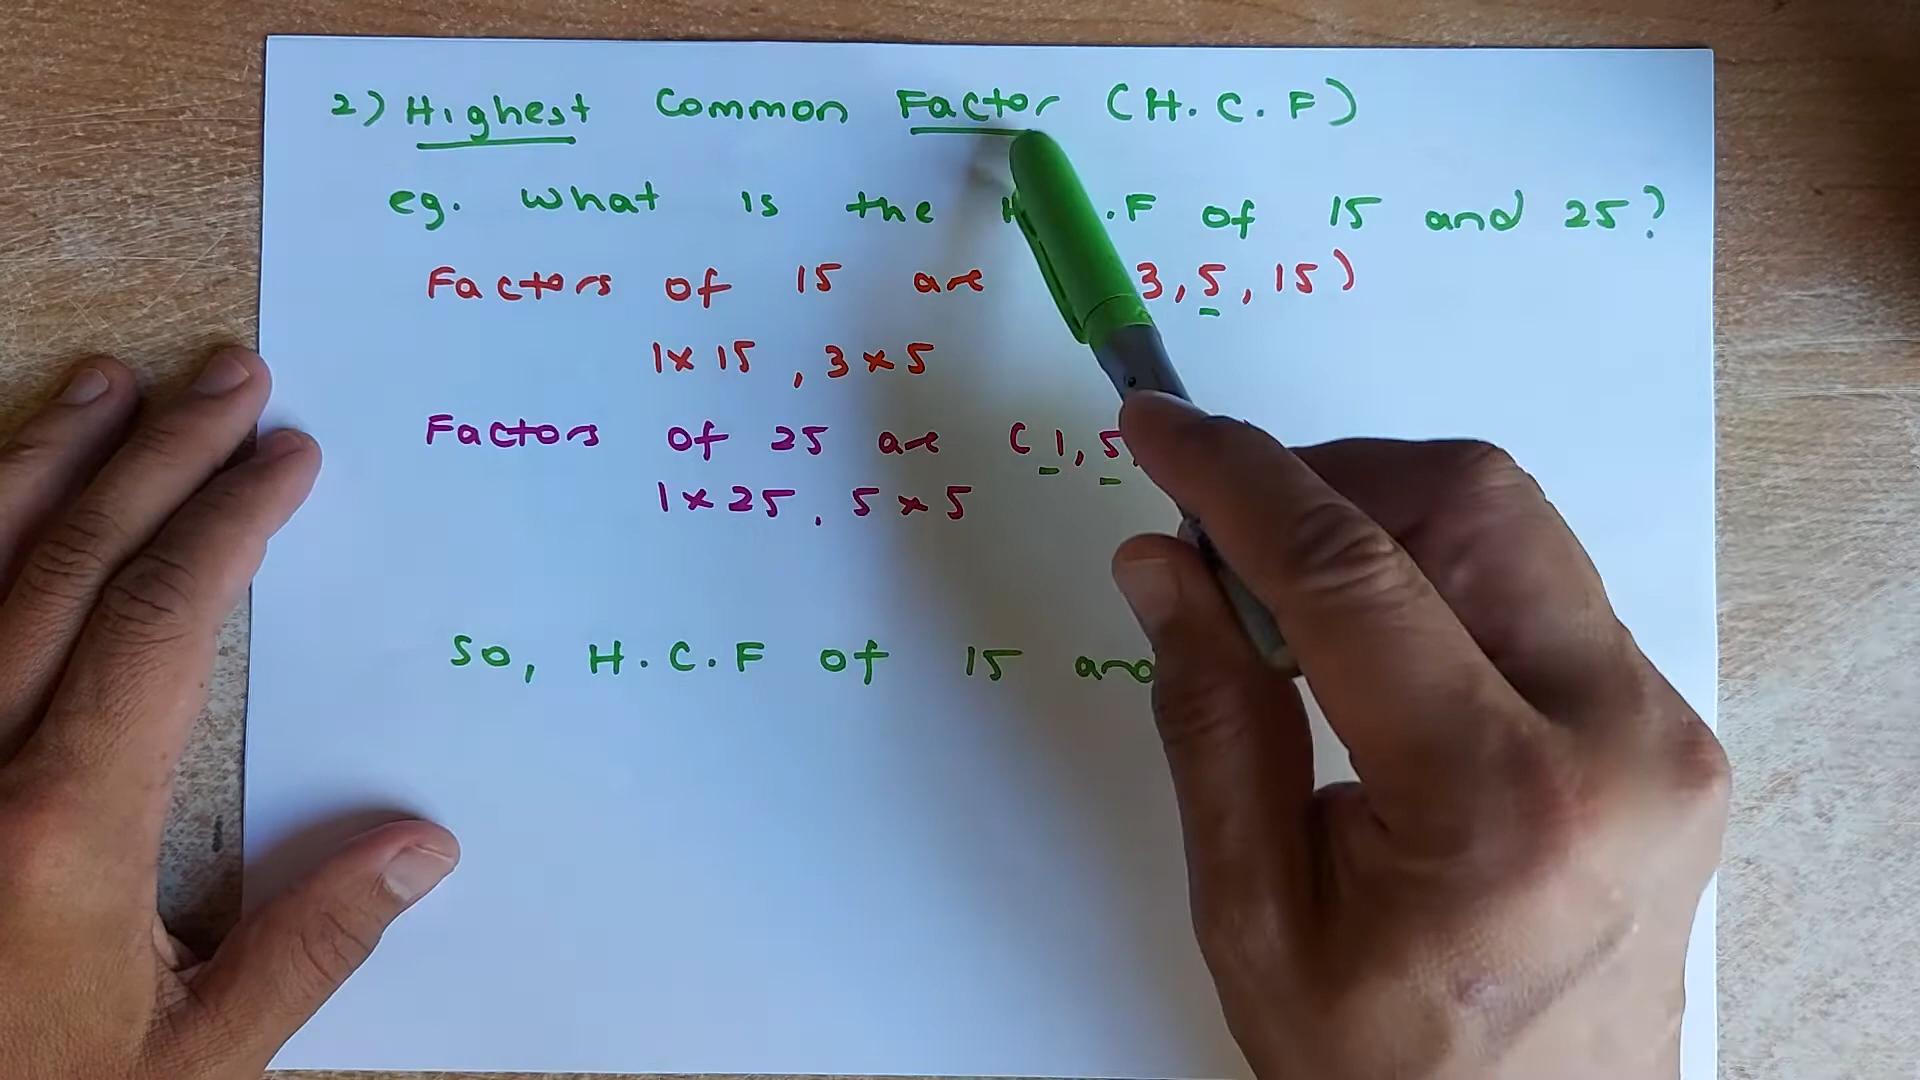 2) Highest Common Factor (H.C.F)
eg. What is the H .F of 15 and 25?
Factors of 15 are 3, 5, 15)
1 x 15 , 3 x 5
Factors of 25 are (1, 5,
1 x 25, 5 x 5
So, H.C.F of 15 and